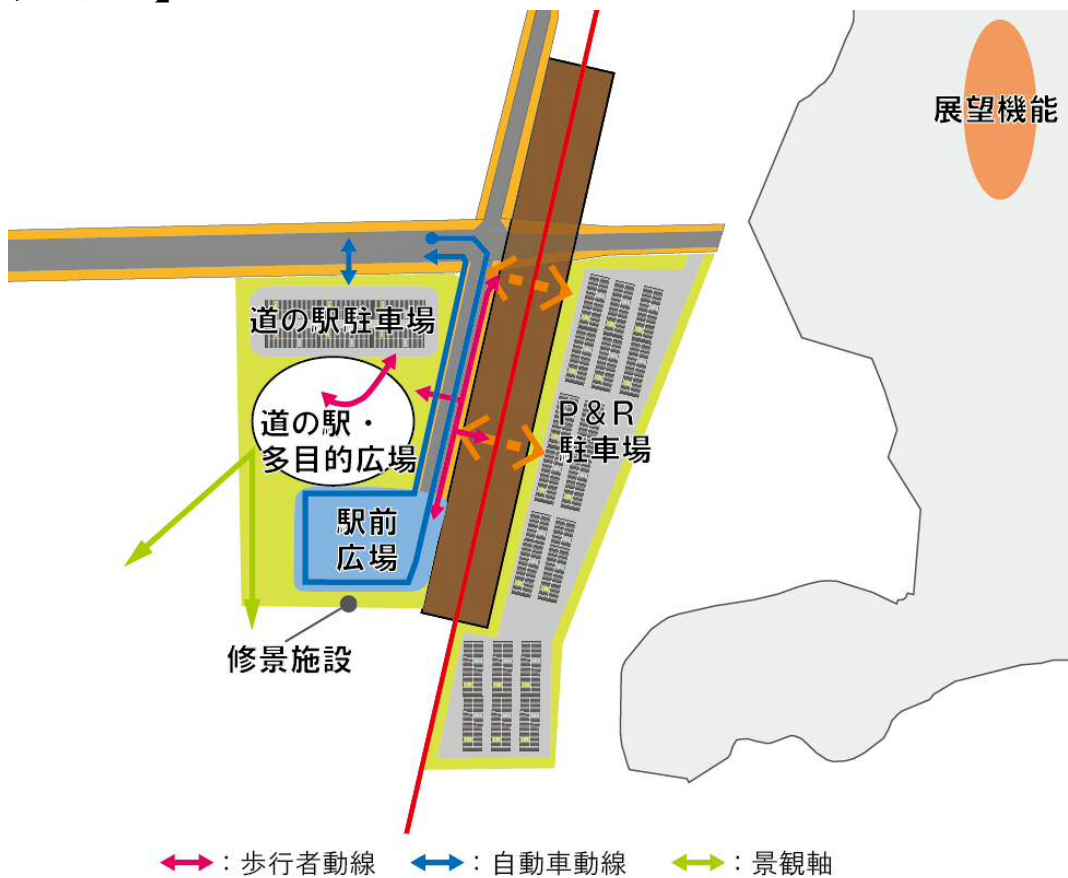 展望機能
道の駅駐車場
道の駅・
多目的広場
P&R
駐車場
駅前
広場
修景施設
：歩行者動線
：自動車動線
：景観軸